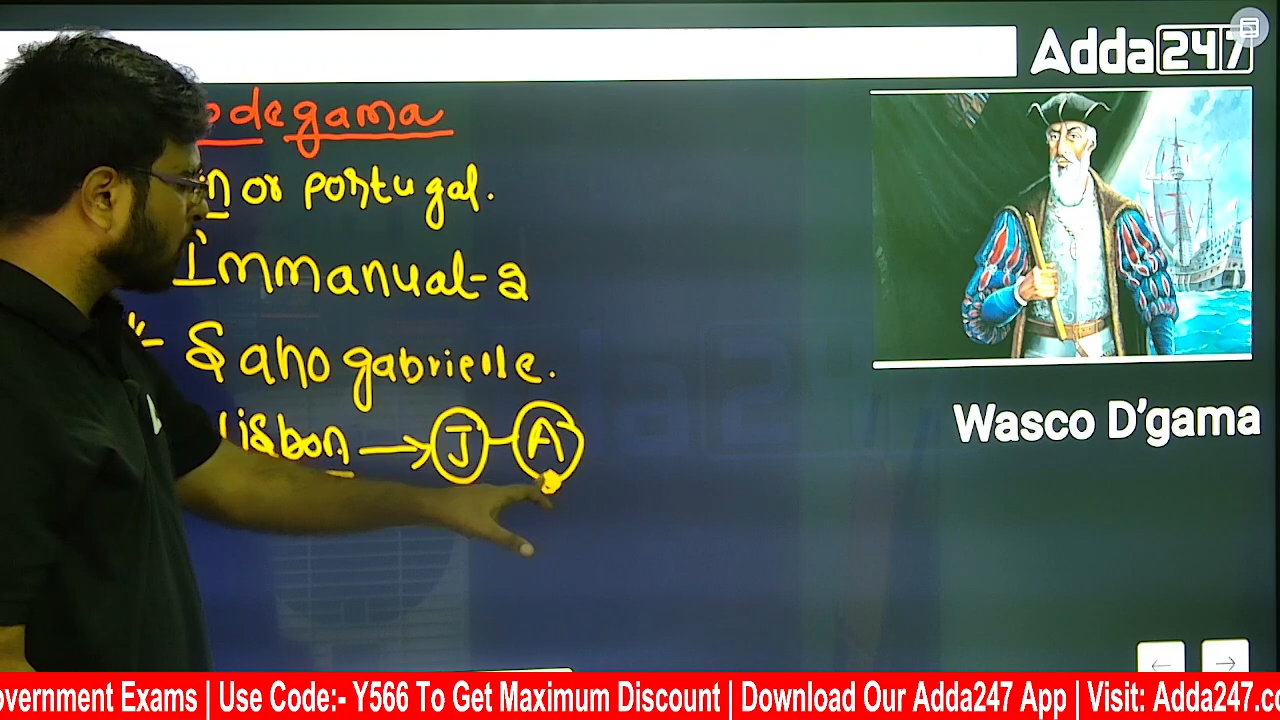 Adda247
odegama
n or portugal.
Immanual-2
Sano gabrielle.
Lisbon → J - A
Wasco D'gama
overnment Exams | Use Code:- Y566 To Get Maximum Discount | Download Our Adda247 App | Visit: Adda247.co